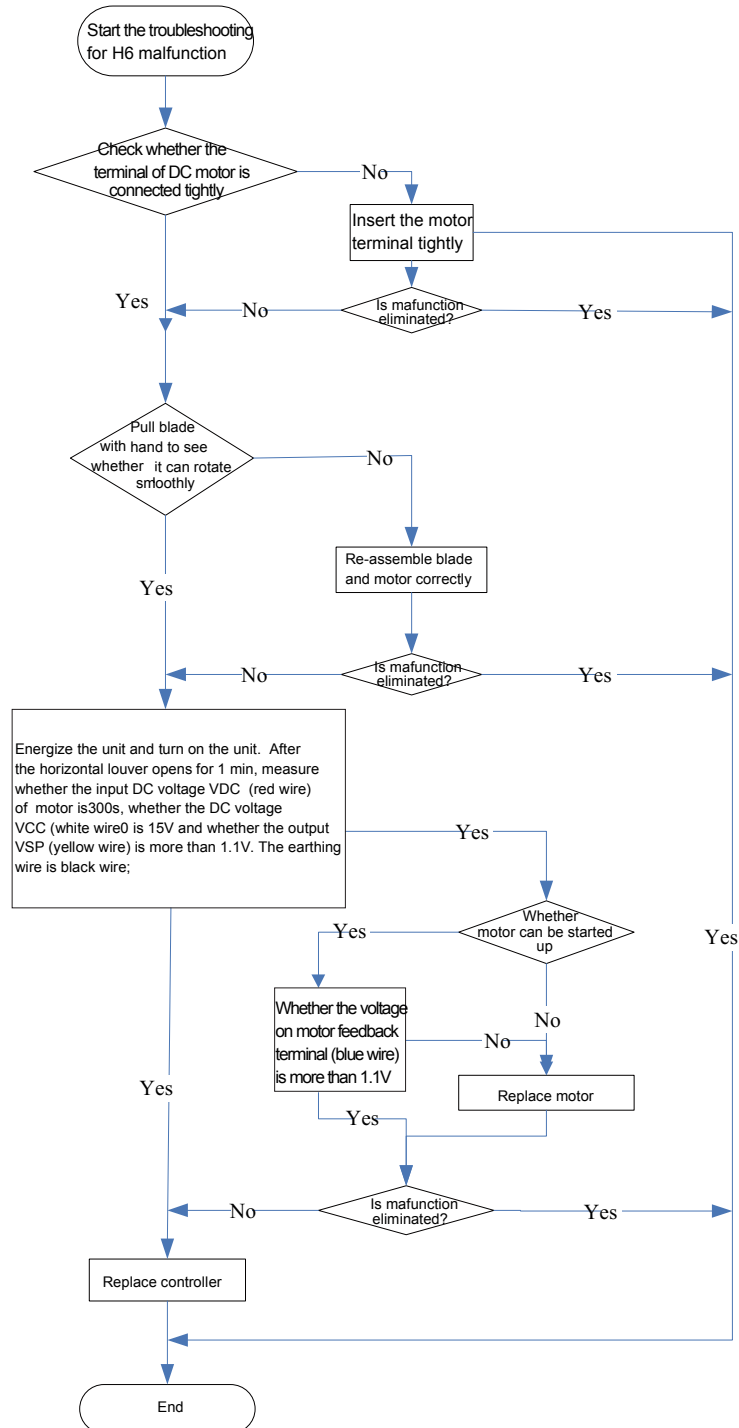 Start the troubleshooting
for H6 malfunction
Check whether the
terminal of DC motor is
connected tightly
No
Insert the motor
terminal tightly
Yes
No
Is mafunction
eliminated?
Yes
Pull blade
with hand to see
whether it can rotate
smoothly
No
Re-assemble blade
and motor correctly
Yes
No
Is mafunction
eliminated?
Yes
Energize the unit and turn on the unit. After
the horizontal louver opens for 1 min, measure
whether the input DC voltage VDC (red wire)
of motor is300s, whether the DC voltage
VCC (white wire0 is 15V and whether the output
VSP (yellow wire) is more than 1.1V. The earthing
wire is black wire;
Yes
Whether
motor can be started
up
Yes
Yes
Whether the voltage
on motor feedback
terminal (blue wire)
is more than 1.1V
No
No
Replace motor
Yes
Yes
Is mafunction
eliminated?
No
Yes
Replace controller
End